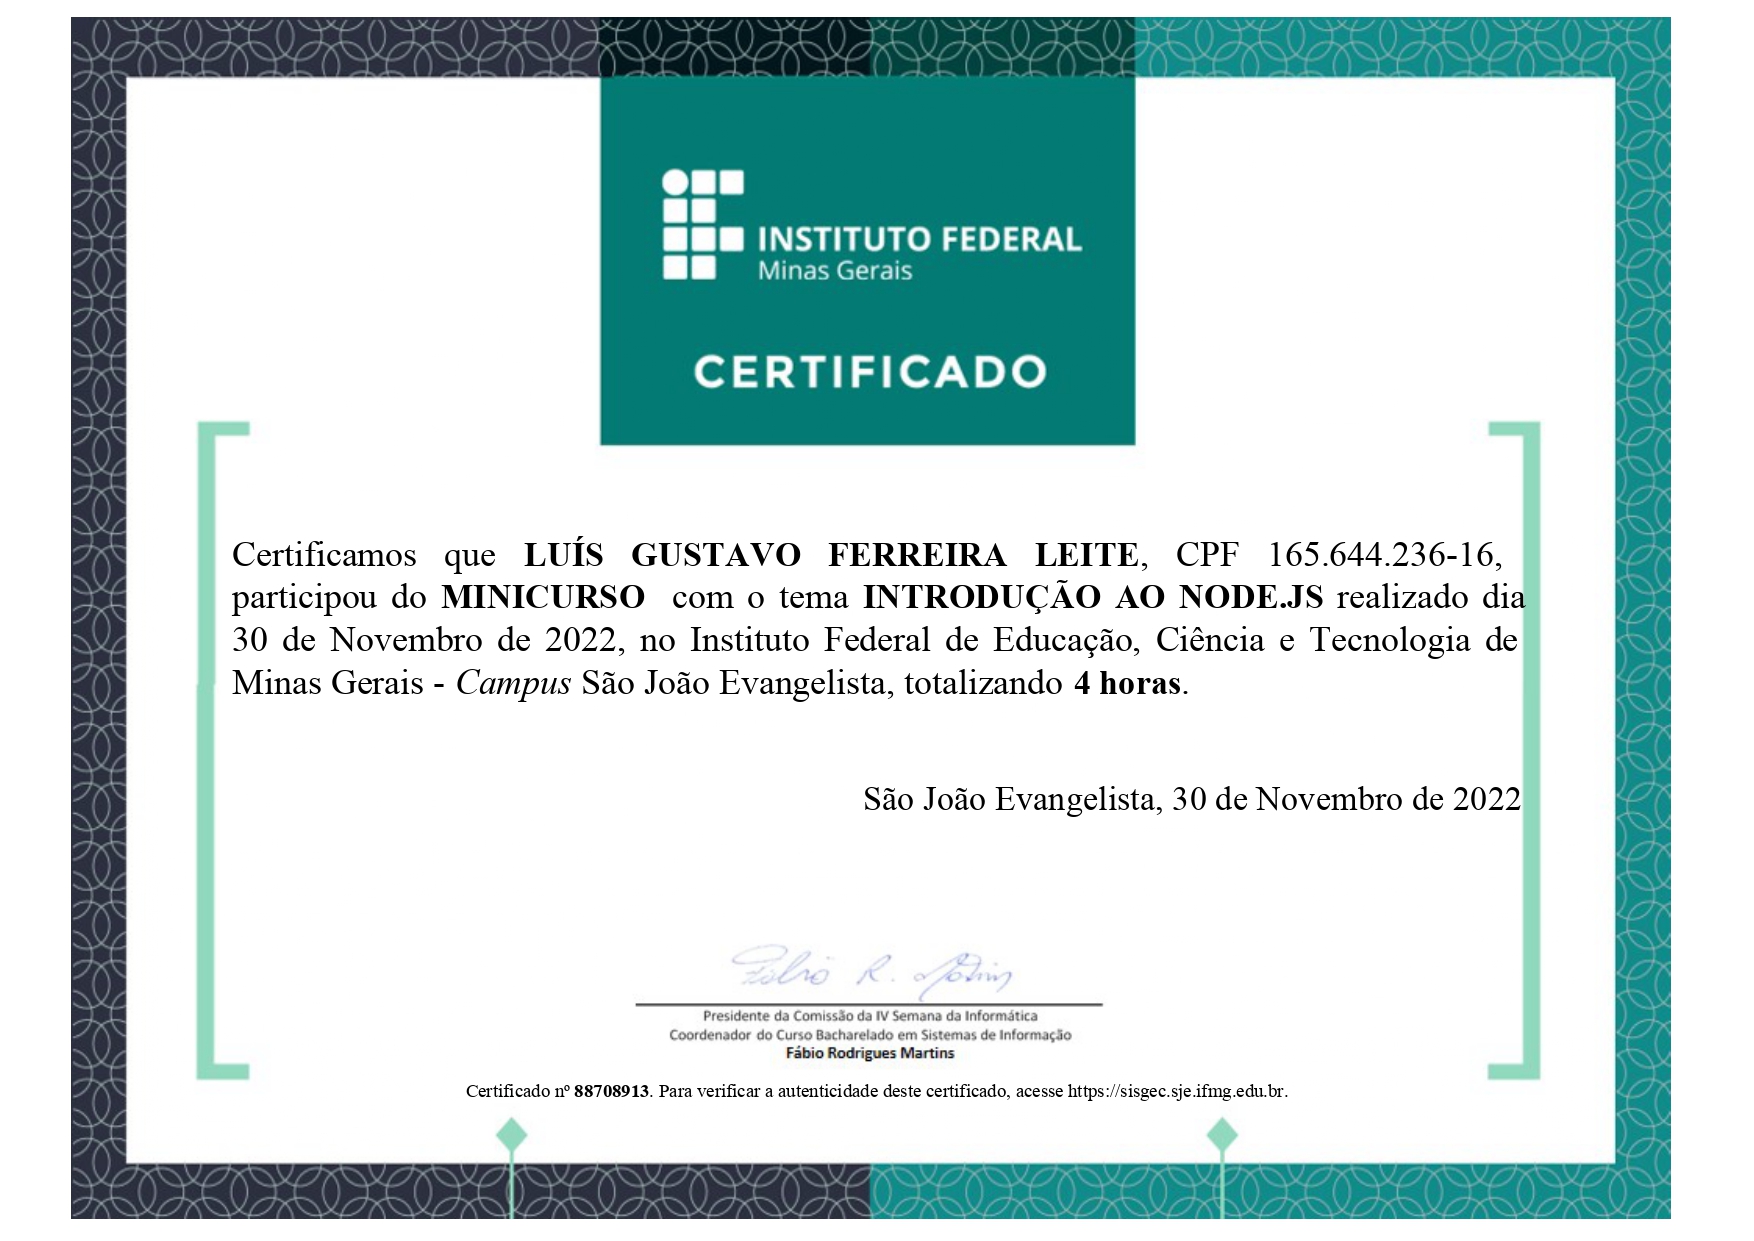 INSTITUTO FEDERAL
Minas Gerais
CERTIFICADO
Certificamos que LUÍS GUSTAVO FERREIRA LEITE, CPF 165.644.236-16,
participou do MINICURSO com o tema INTRODUÇÃO AO NODE.JS realizado dia
30 de Novembro de 2022, no Instituto Federal de Educação, Ciência e Tecnologia de
Minas Gerais - Campus São João Evangelista, totalizando 4 horas.
São João Evangelista, 30 de Novembro de 2022
Fábio R. Martins
Presidente da Comissão da IV Semana da Informática
Coordenador do Curso Bacharelado em Sistemas de Informação
Fábio Rodrigues Martins
Certificado nº 88708913. Para verificar a autenticidade deste certificado, acesse https://sisgec.sje.ifmg.edu.br.